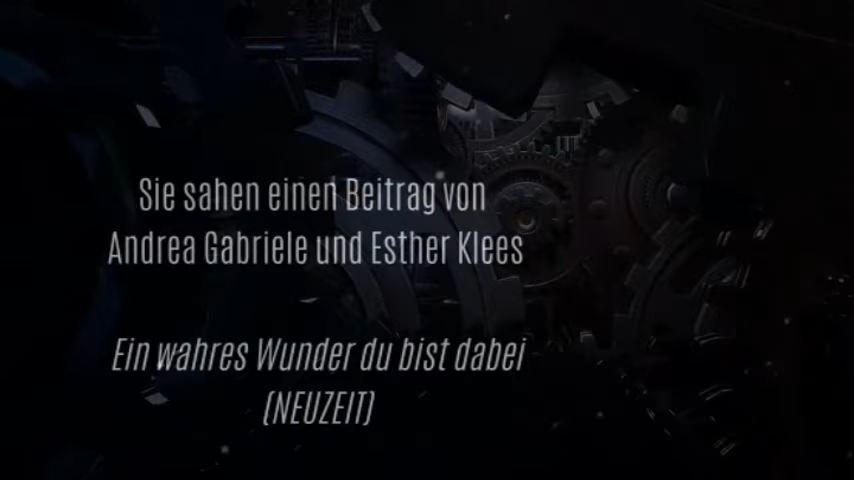 Sie sahen einen Beitrag von
Andrea Gabriele und Esther Klees
Ein wahres Wunder du bist dabei
(NEUZEIT)